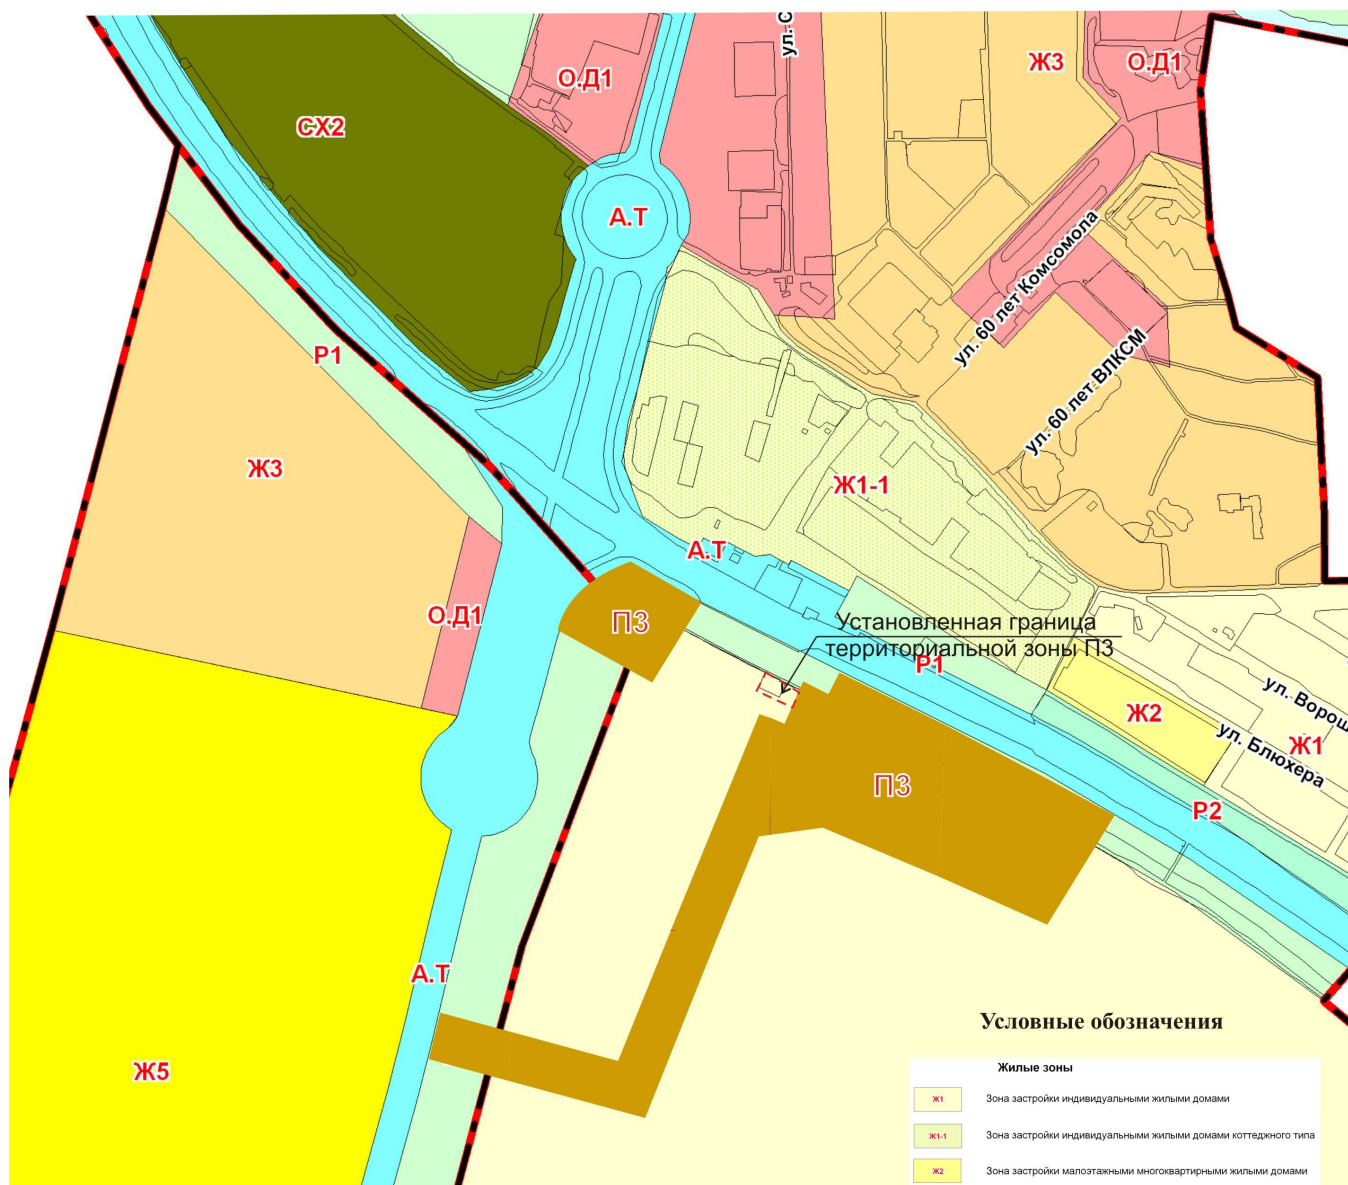 ул. С
Ж3
О.Д1
О.Д1
СХ2
А.Т
ул. 60 лет Комсомола
Р1
ул. 60 лет ВЛКСМ
Ж3
Ж1-1
А.Т
О.Д1
П3
Установленная граница
территориальной зоны П3
Р1
ул. Ворош
Ж2
ул. Блюхера
Ж1
П3
Р2
А.Т
Ж5
Условные обозначения
Жилые зоны
Ж1 Зона застройки индивидуальными жилыми домами
Ж1-1 Зона застройки индивидуальными жилыми домами коттеджного типа
Ж2 Зона застройки малоэтажными многоквартирными жилыми домами